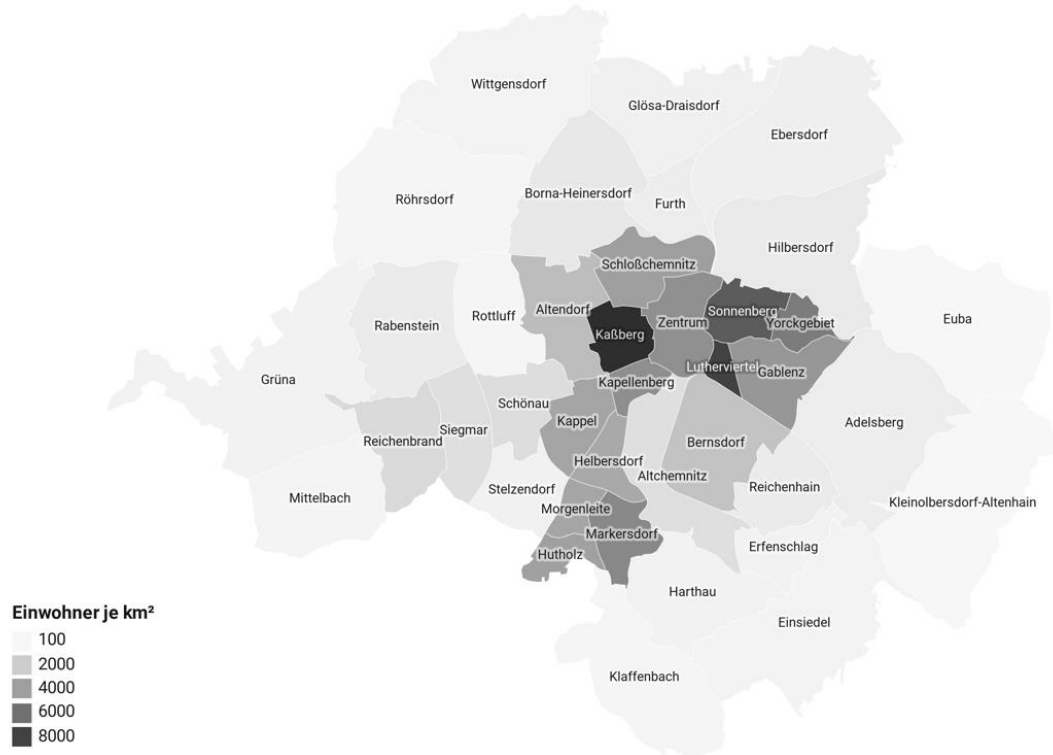 Wittgensdorf
Glösa-Draisdorf
Ebersdorf
Borna-Heinersdorf
Röhrsdorf
Furth
Hilbersdorf
Schloßchemnitz
Altendorf
Sonnenberg
Rottluff
Euba
Zentrum
Yorckgebiet
Rabenstein
Kaßberg
Lutherviertel
Gablenz
Grüna
Kapellenberg
Schönau
Kappel
Adelsberg
Siegmar
Reichenbrand
Bernsdorf
Helbersdorf
Altchemnitz
Reichenhain
Stelzendorf
Mittelbach
Kleinolbersdorf-Altenhain
Morgenleite
Markersdorf
Erfenschlag
Hutholz
Harthau
Einsiedel
Klaffenbach
Einwohner je km²
100
2000
4000
6000
8000